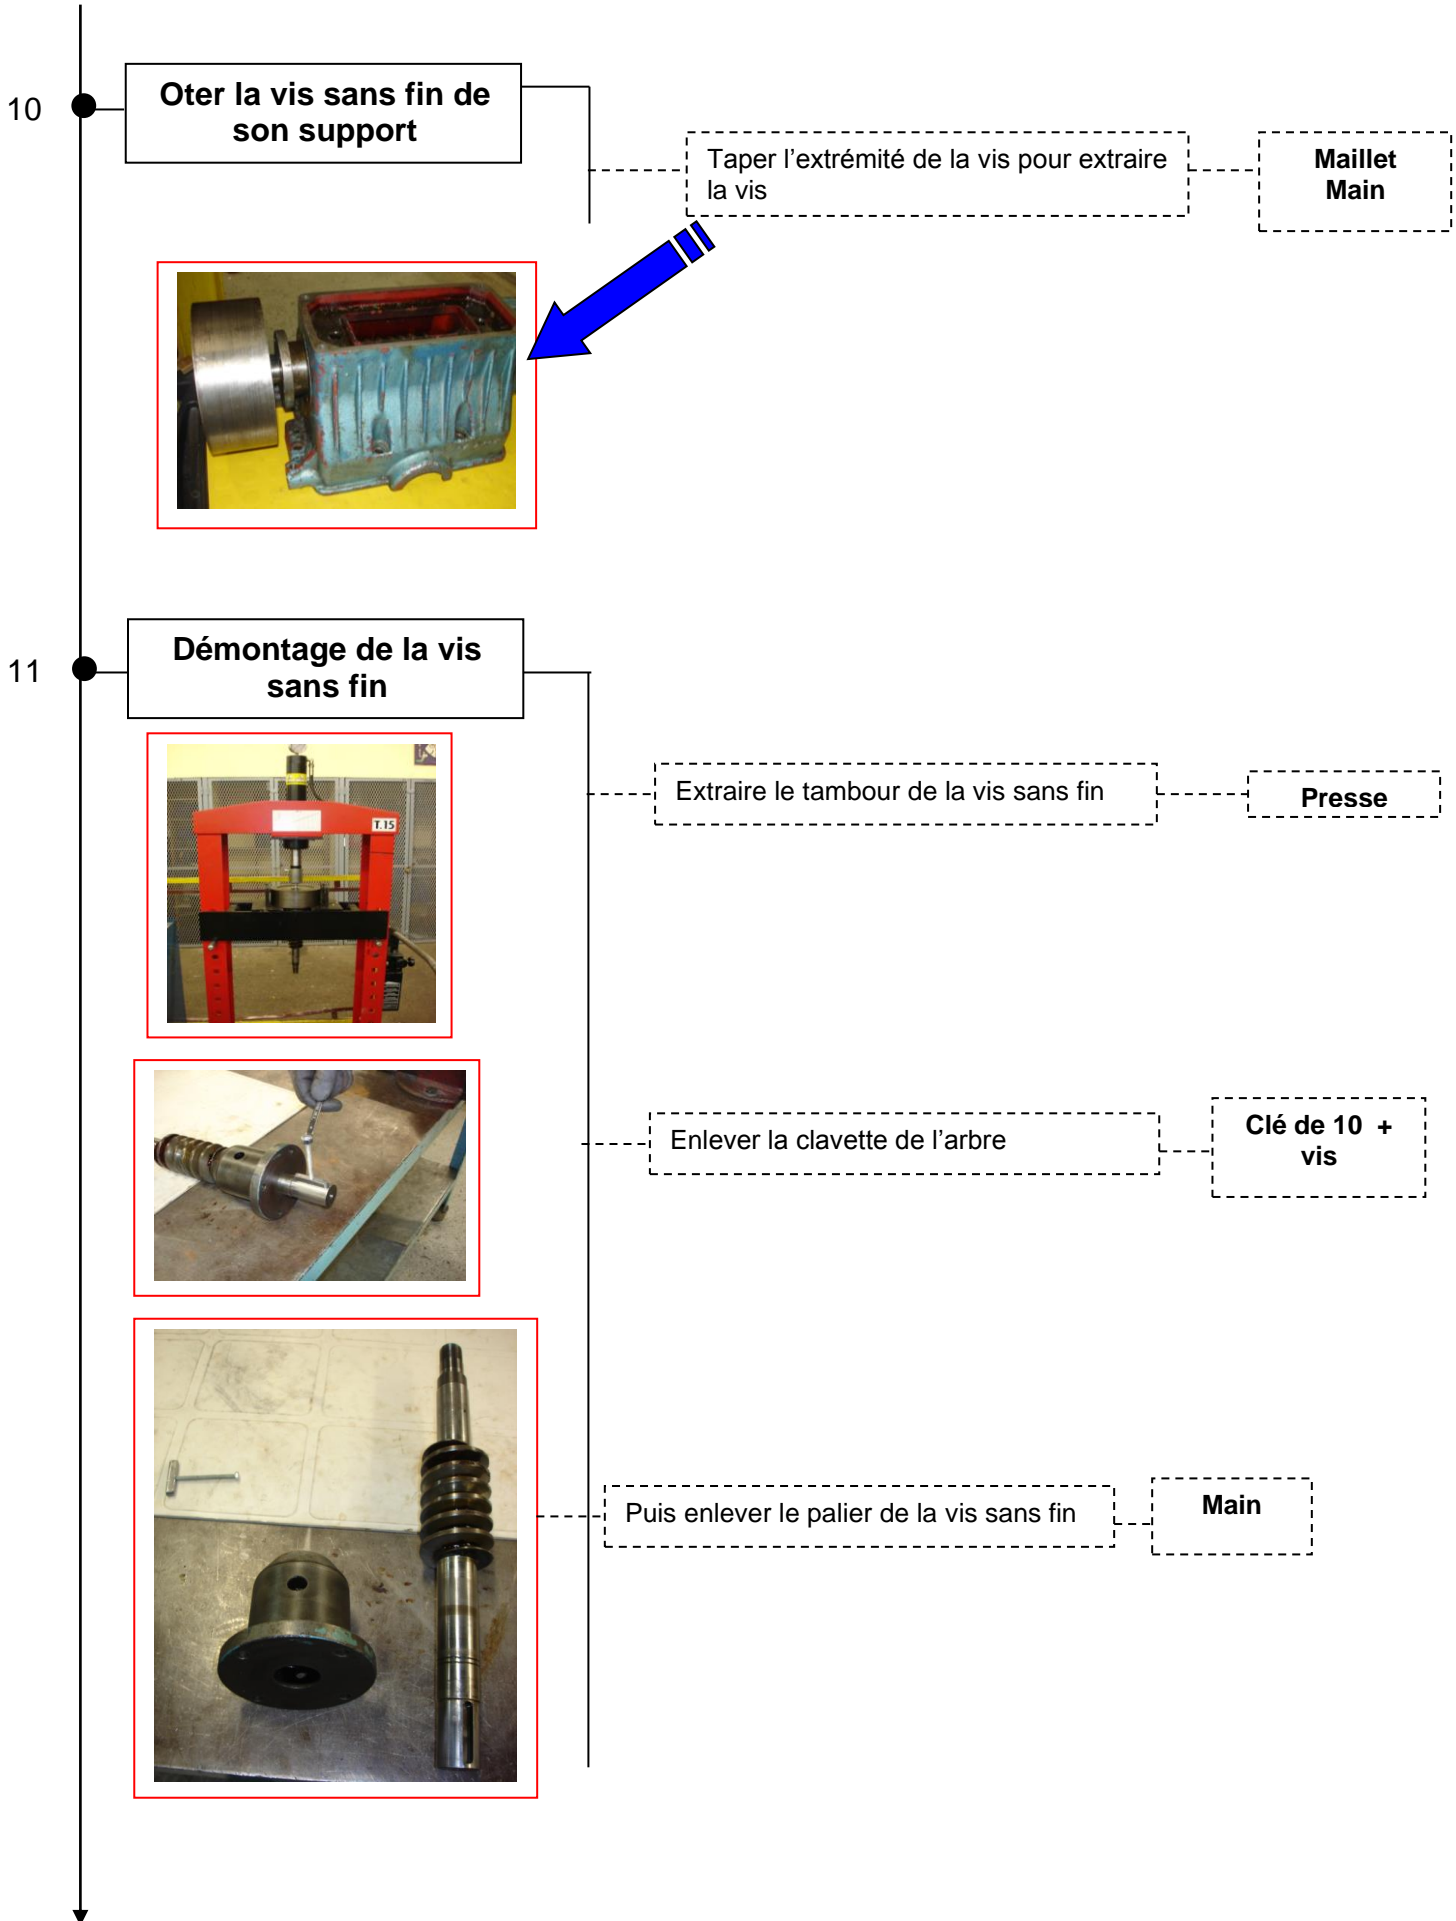 10
Oter la vis sans fin de
son support
Taper l’extrémité de la vis pour extraire
la vis
Maillet
Main
11
Démontage de la vis
sans fin
T.15
Extraire le tambour de la vis sans fin
Presse
Enlever la clavette de l’arbre
Clé de 10 +
vis
Puis enlever le palier de la vis sans fin
Main